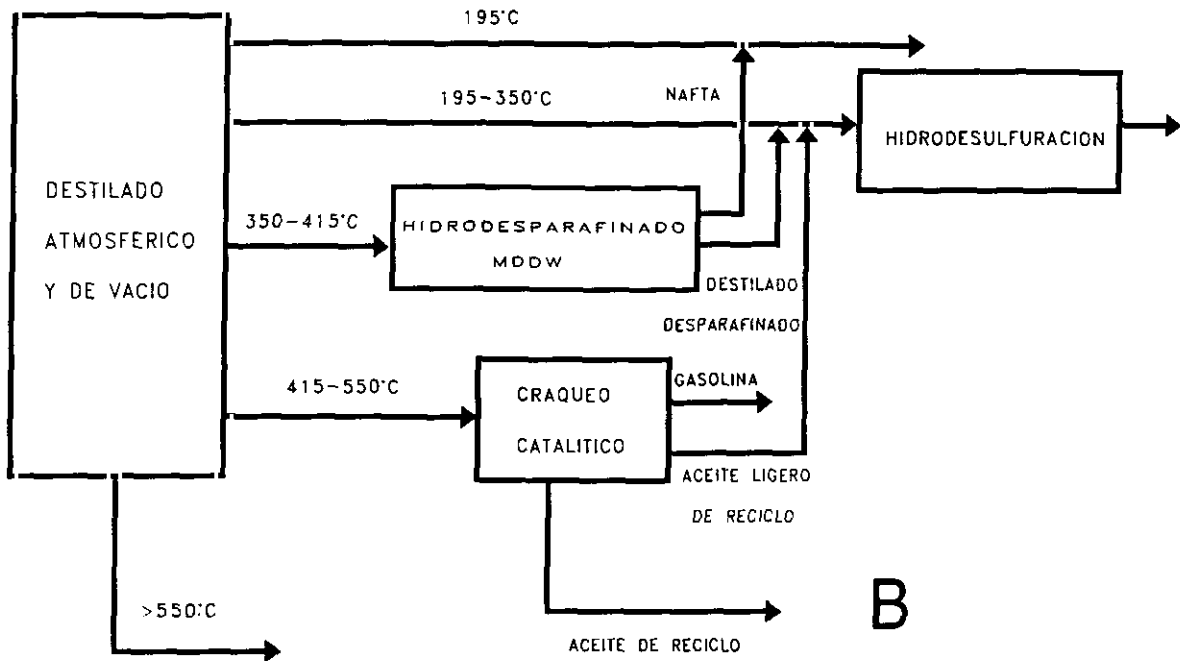 195°C
195-350°C
NAFTA
HIDRODESULFURACION
DESTILADO
ATMOSFÉRICO
Y DE VACIO
350-415°C
HIDRODESPARAFINADO
MDDW
DESTILADO
DESPARAFINADO
415-550°C
CRAQUEO
CATALITICO
GASOLINA
ACEITE LIGERO
DE RECICLO
>550°C
ACEITE DE RECICLO
B